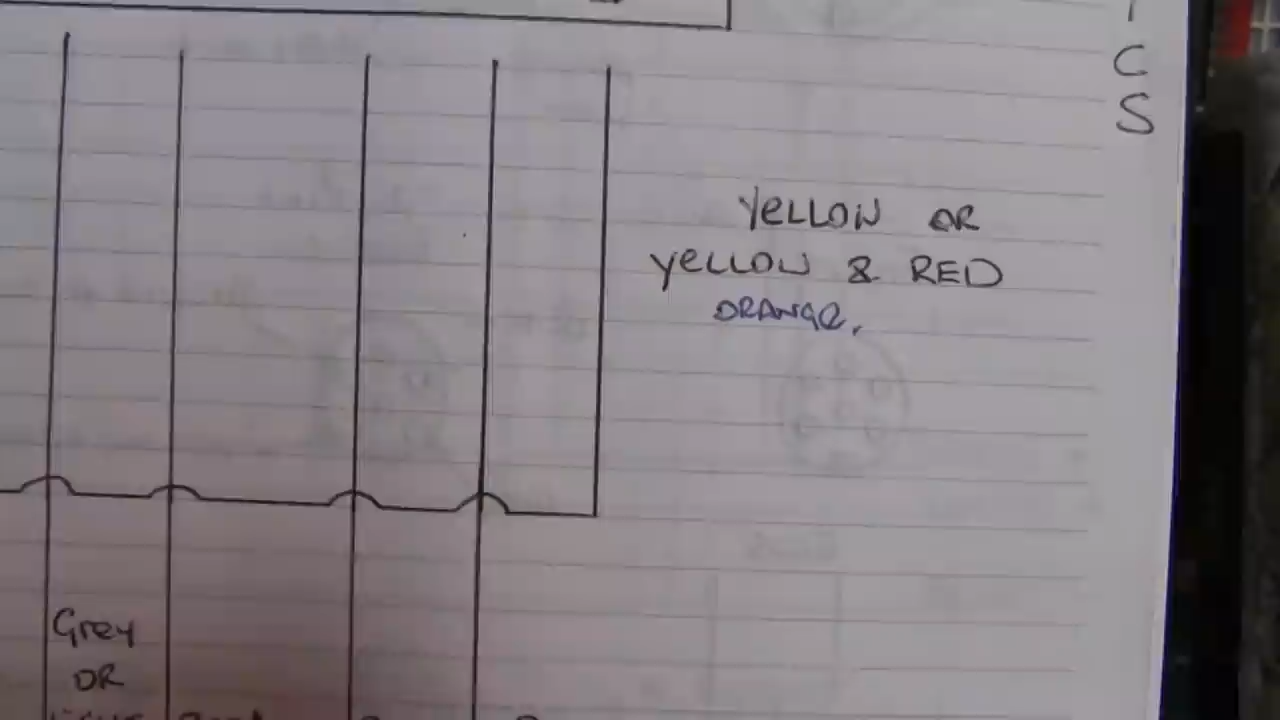 C
S
YELLOW OR
YELLOW & RED
ORANGE.
Grey
OR